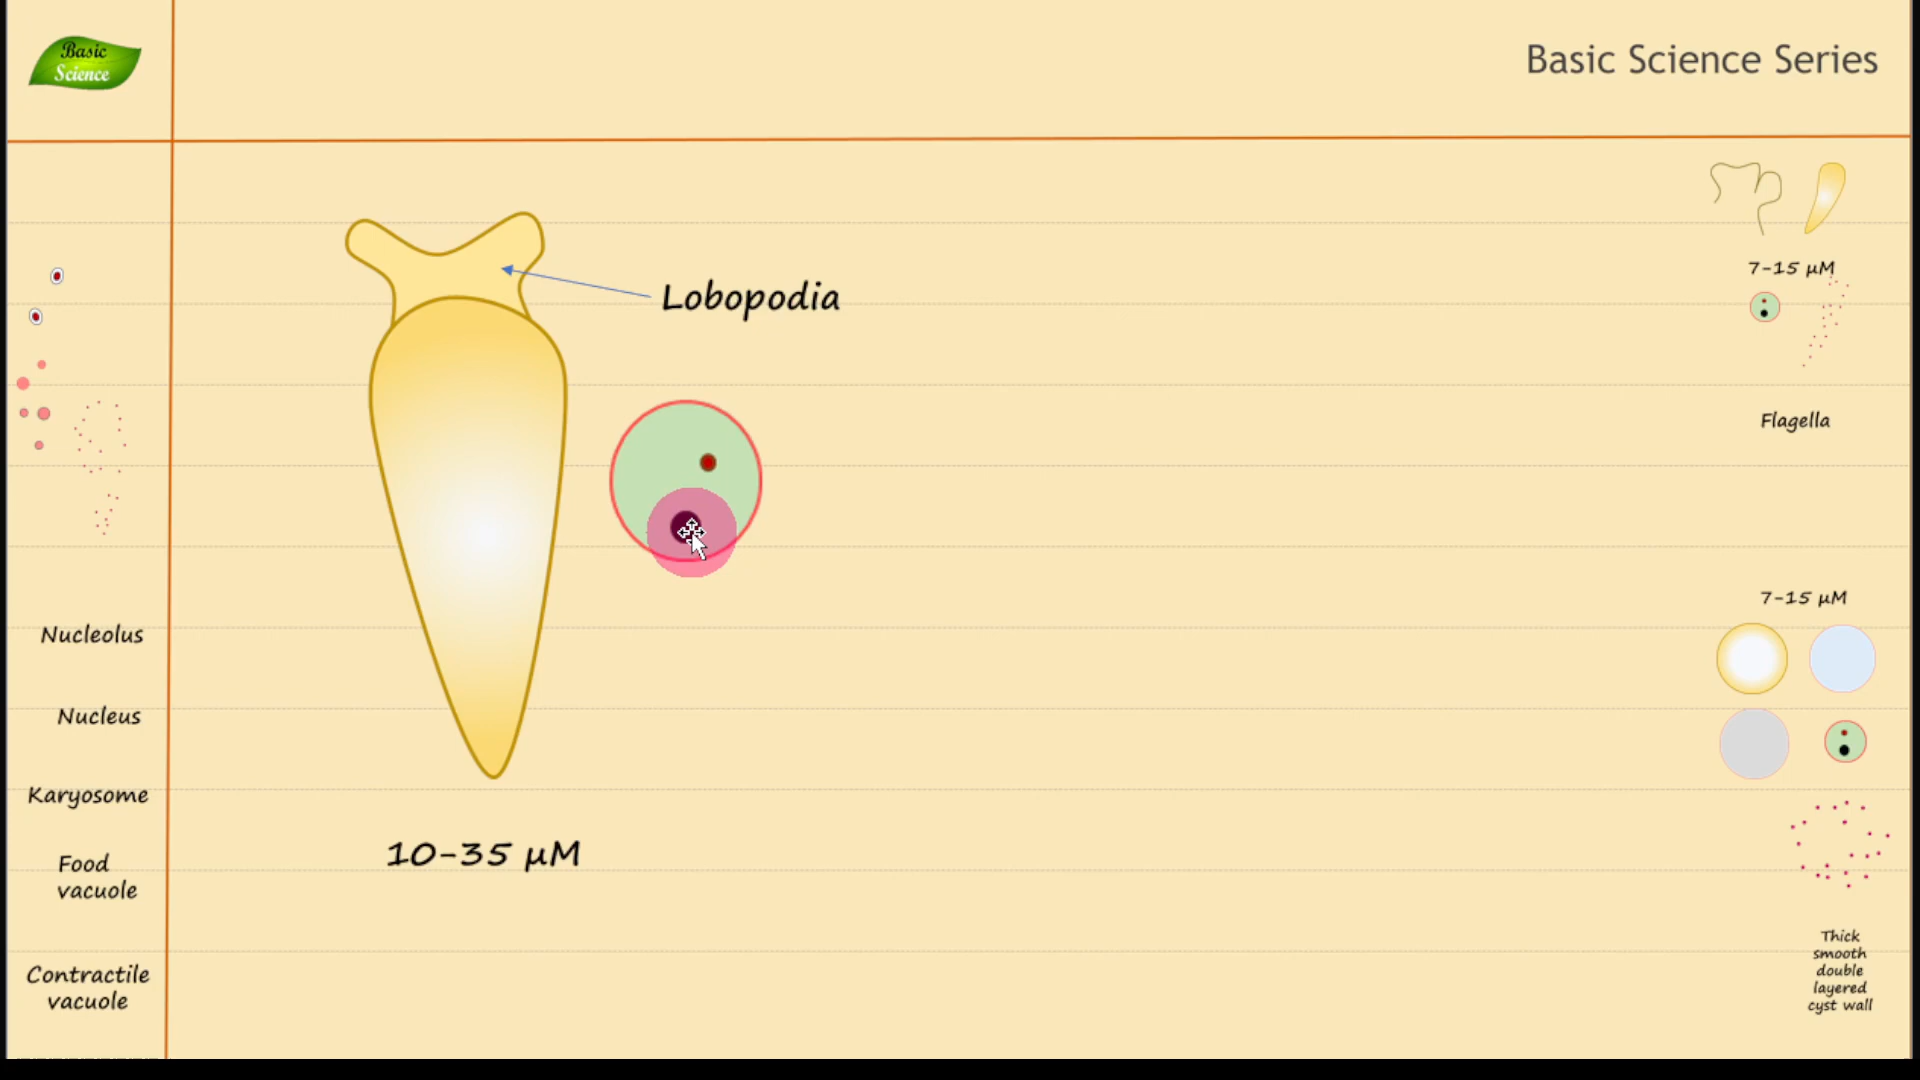 Basic
Science
Basic Science Series
7-15 µM
Lobopodia
Flagella
7-15 µM
Nucleolus
Nucleus
Karyosome
10-35 µM
Food
vacuole
Thick
smooth
double
layered
cyst wall
Contractile
vacuole